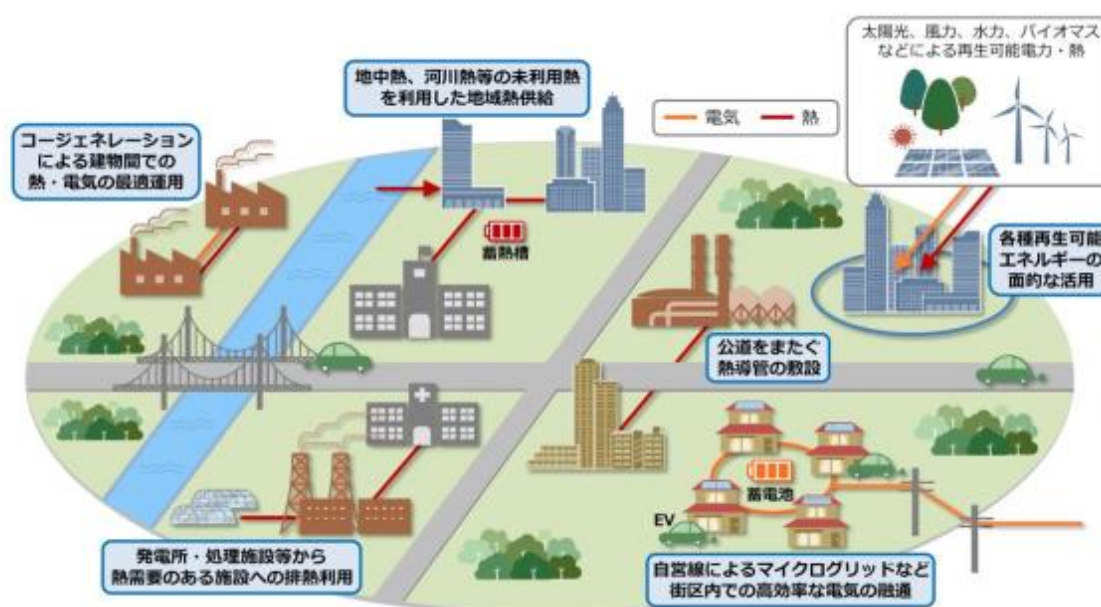 太陽光、風力、水力、バイオマス
などによる再生可能電力・熱
地中熱、河川熱等の未利用熱
を利用した地域熱供給
電気
熱
コージェネレーション
による建物間での
熱・電気の最適運用
蓄熱槽
各種再生可能
エネルギーの
面的な活用
公道をまたぐ
熱導管の敷設
蓄電池
EV
発電所・処理施設等から
熱需要のある施設への排熱利用
自営線によるマイクログリッドなど
街区内での高効率な電気の融通